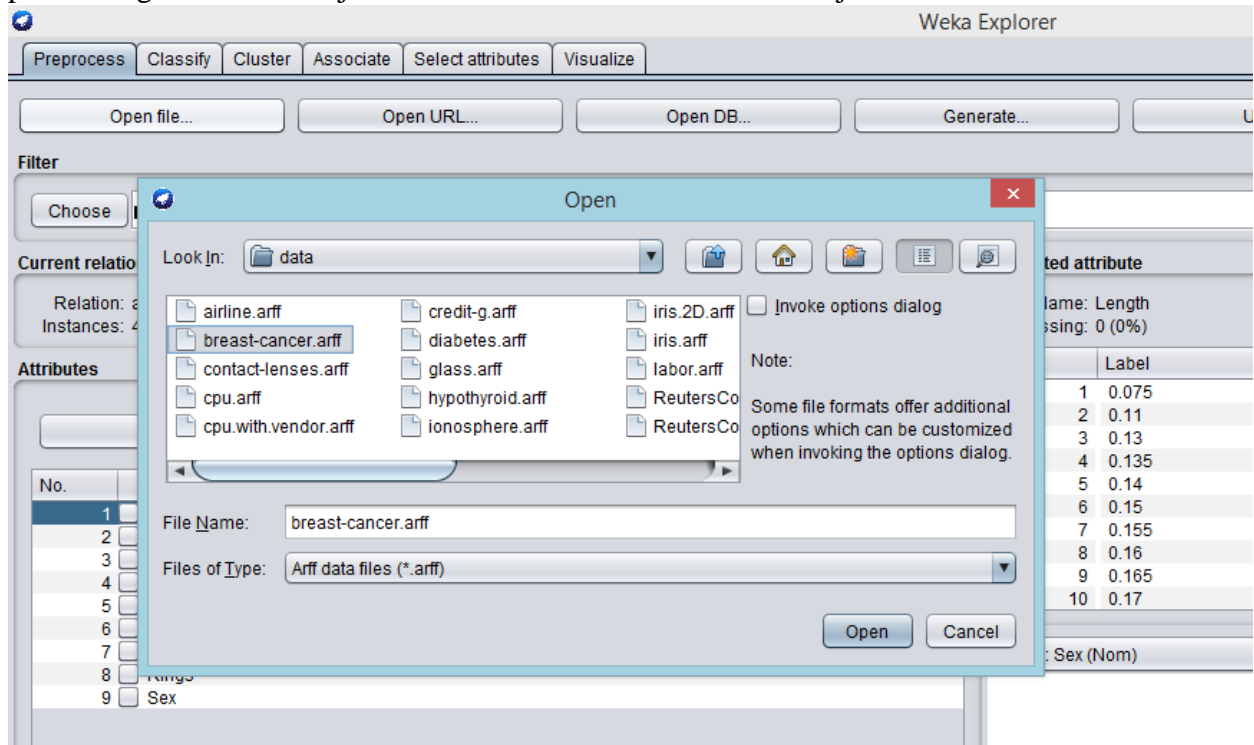 Weka Explorer
Preprocess Classify Cluster Associate Select attributes Visualize
Open file... Open URL... Open DB... Generate... U
Filter
Choose
Open
Look In: data
airline.arff
breast-cancer.arff
contact-lenses.arff
cpu.arff
cpu.with.vendor.arff
credit-g.arff
diabetes.arff
glass.arff
hypothyroid.arff
ionosphere.arff
iris.2D.arff
iris.arff
labor.arff
ReutersCo
ReutersCo
Invoke options dialog
Note:
Some file formats offer additional
options which can be customized
when invoking the options dialog.
File Name: breast-cancer.arff
Files of Type: Arff data files (*.arff)
Open Cancel
Current relatio
Relation: a
Instances: 4
Attributes
No.
1
2
3
4
5
6
7
8 Rings
9 Sex
ted attribute
lame: Length
ssing: 0 (0%)
Label
1 0.075
2 0.11
3 0.13
4 0.135
5 0.14
6 0.15
7 0.155
8 0.16
9 0.165
10 0.17
: Sex (Nom)